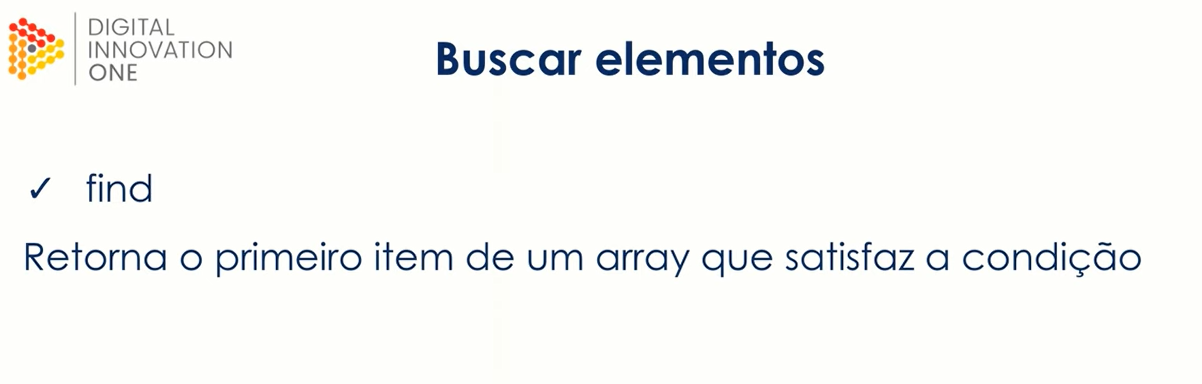 DIGITAL
INNOVATION
ONE
Buscar elementos
✓ find
Retorna o primeiro item de um array que satisfaz a condição